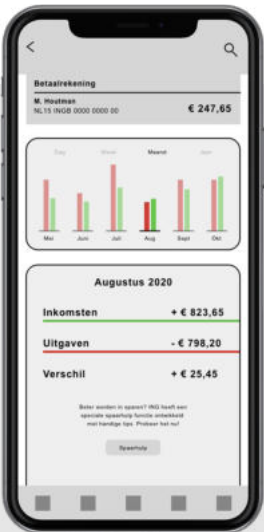 Betaalrekening
M. Houtman
NL15 INGB 0000 0000 00
€ 247,65
Dag Week Maand Jaar
Mei Juni Juli Aug Sept Okt
Augustus 2020
Inkomsten + € 823,65
Uitgaven - € 798,20
Verschil + € 25,45
Beter worden in sparen? ING heeft een
speciale spaarhulp functie ontwikkeld
met handige tips. Probeer het nu!
Spaarhulp